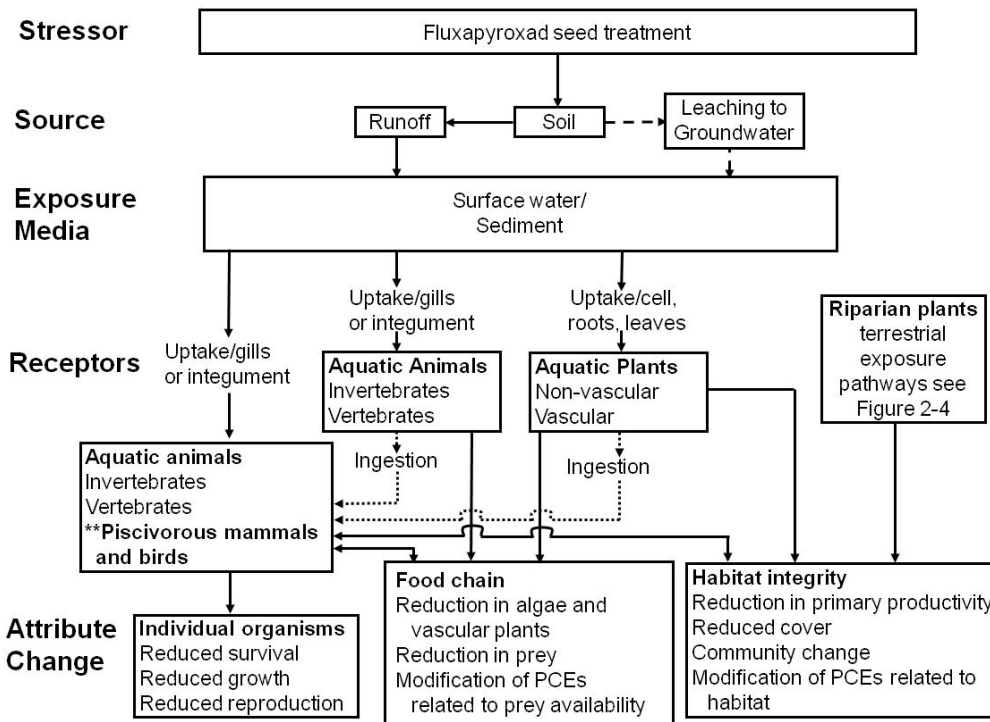 Stressor
Fluxapyroxad seed treatment
Source
Runoff
Soil
Leaching to
Groundwater
Exposure
Media
Surface water/
Sediment
Receptors
Uptake/gills
or integument
Uptake/gills
or integument
Uptake/cell,
roots, leaves
Riparian plants
terrestrial
exposure
pathways see
Figure 2-4
Aquatic Animals
Invertebrates
Vertebrates
Aquatic Plants
Non-vascular
Vascular
Ingestion
Ingestion
Aquatic animals
Invertebrates
Vertebrates
**Piscivorous mammals
and birds
Attribute
Change
Individual organisms
Reduced survival
Reduced growth
Reduced reproduction
Food chain
Reduction in algae and
vascular plants
Reduction in prey
Modification of PCEs
related to prey availability
Habitat integrity
Reduction in primary productivity
Reduced cover
Community change
Modification of PCEs related to
habitat